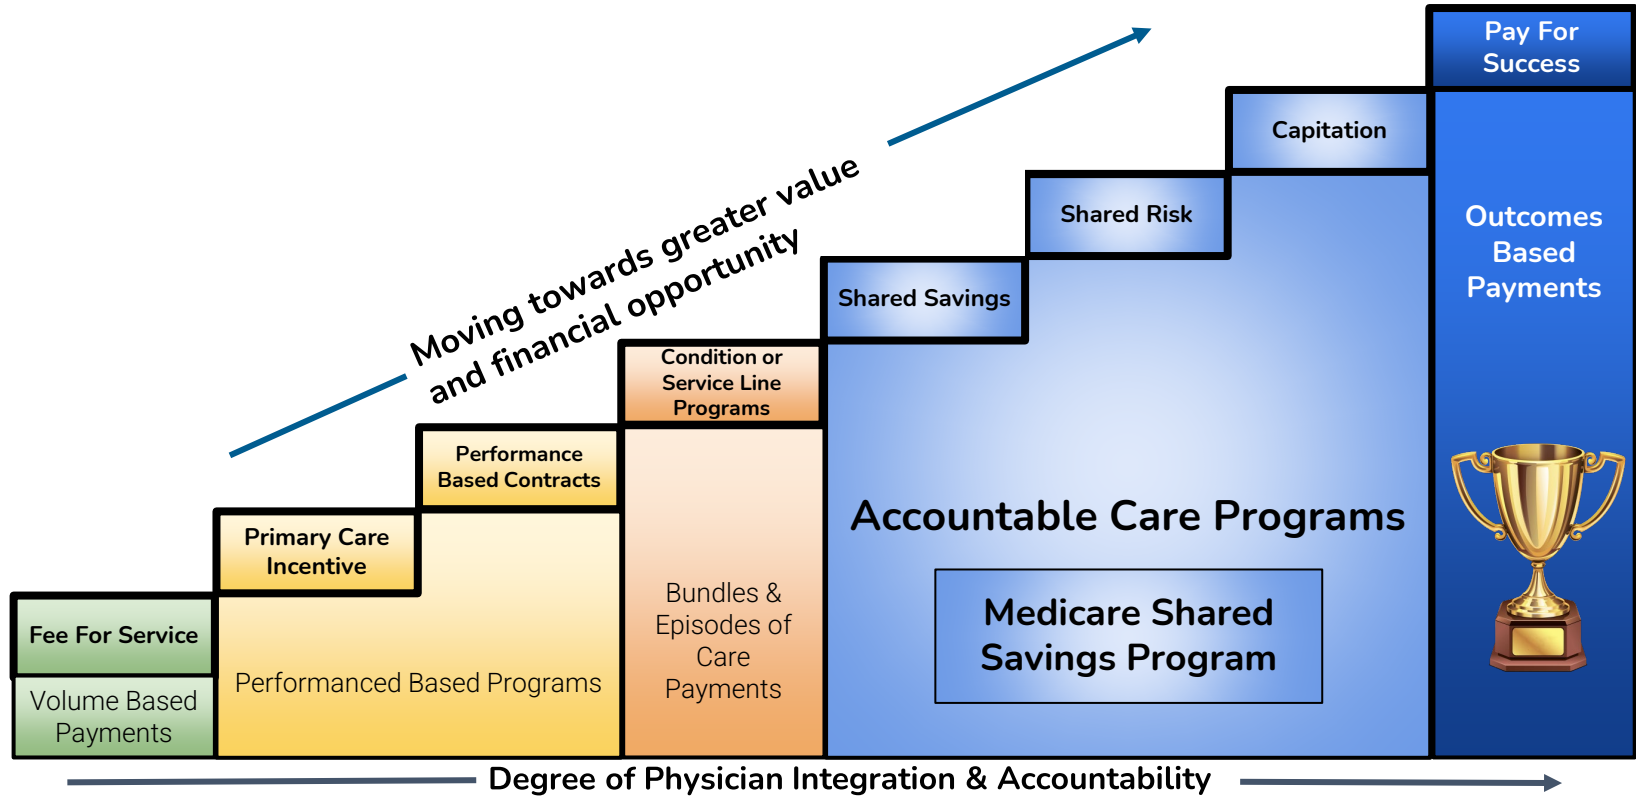 Pay For
Success
Capitation
Outcomes
Based
Payments
Shared Risk
Moving towards greater value
and financial opportunity
Shared Savings
Condition or
Service Line
Programs
Performance
Based Contracts
Primary Care
Incentive
Accountable Care Programs
Fee For Service
Bundles &
Episodes of
Care
Payments
Medicare Shared
Savings Program
Performanced Based Programs
Volume Based
Payments
Degree of Physician Integration & Accountability